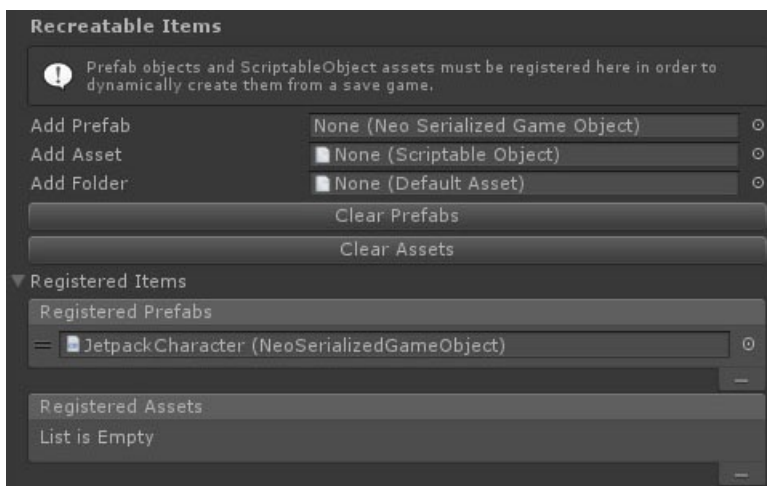 Recreatable Items
Prefab objects and ScriptableObject assets must be registered here in order to
dynamically create them from a save game.
Add Prefab None (Neo Serialized Game Object)
Add Asset None (Scriptable Object)
Add Folder None (Default Asset)
Clear Prefabs
Clear Assets
Registered Items
Registered Prefabs
JetpackCharacter (NeoSerializedGameObject)
Registered Assets
List is Empty